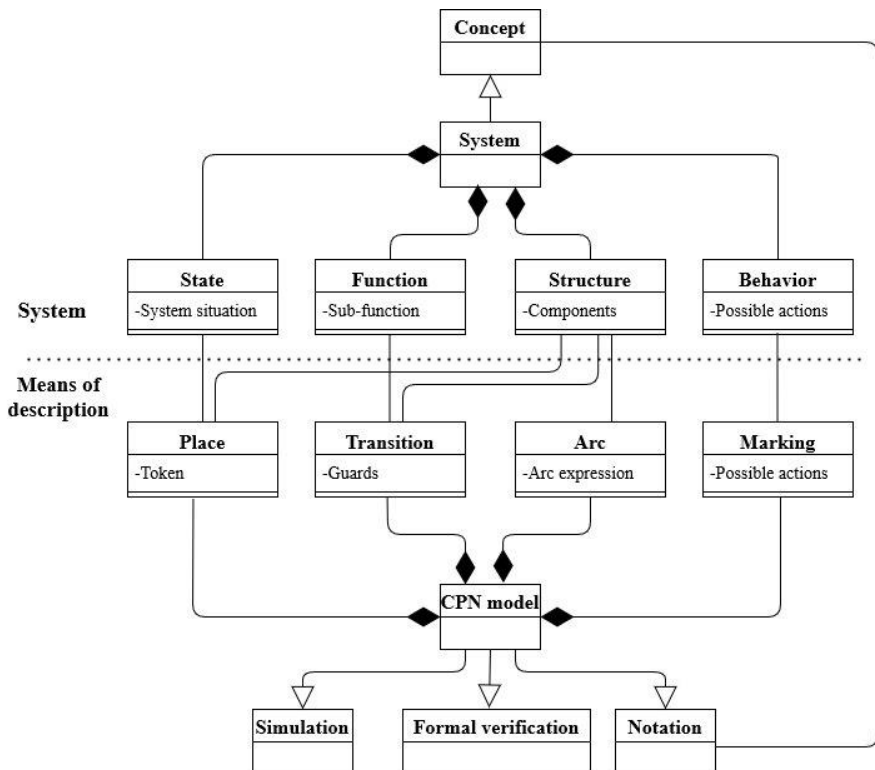 Concept
System
State
-System situation
Function
-Sub-function
Structure
-Components
Behavior
-Possible actions
System
Means of
description
Place
-Token
Transition
-Guards
Arc
-Arc expression
Marking
-Possible actions
CPN model
Simulation
Formal verification
Notation